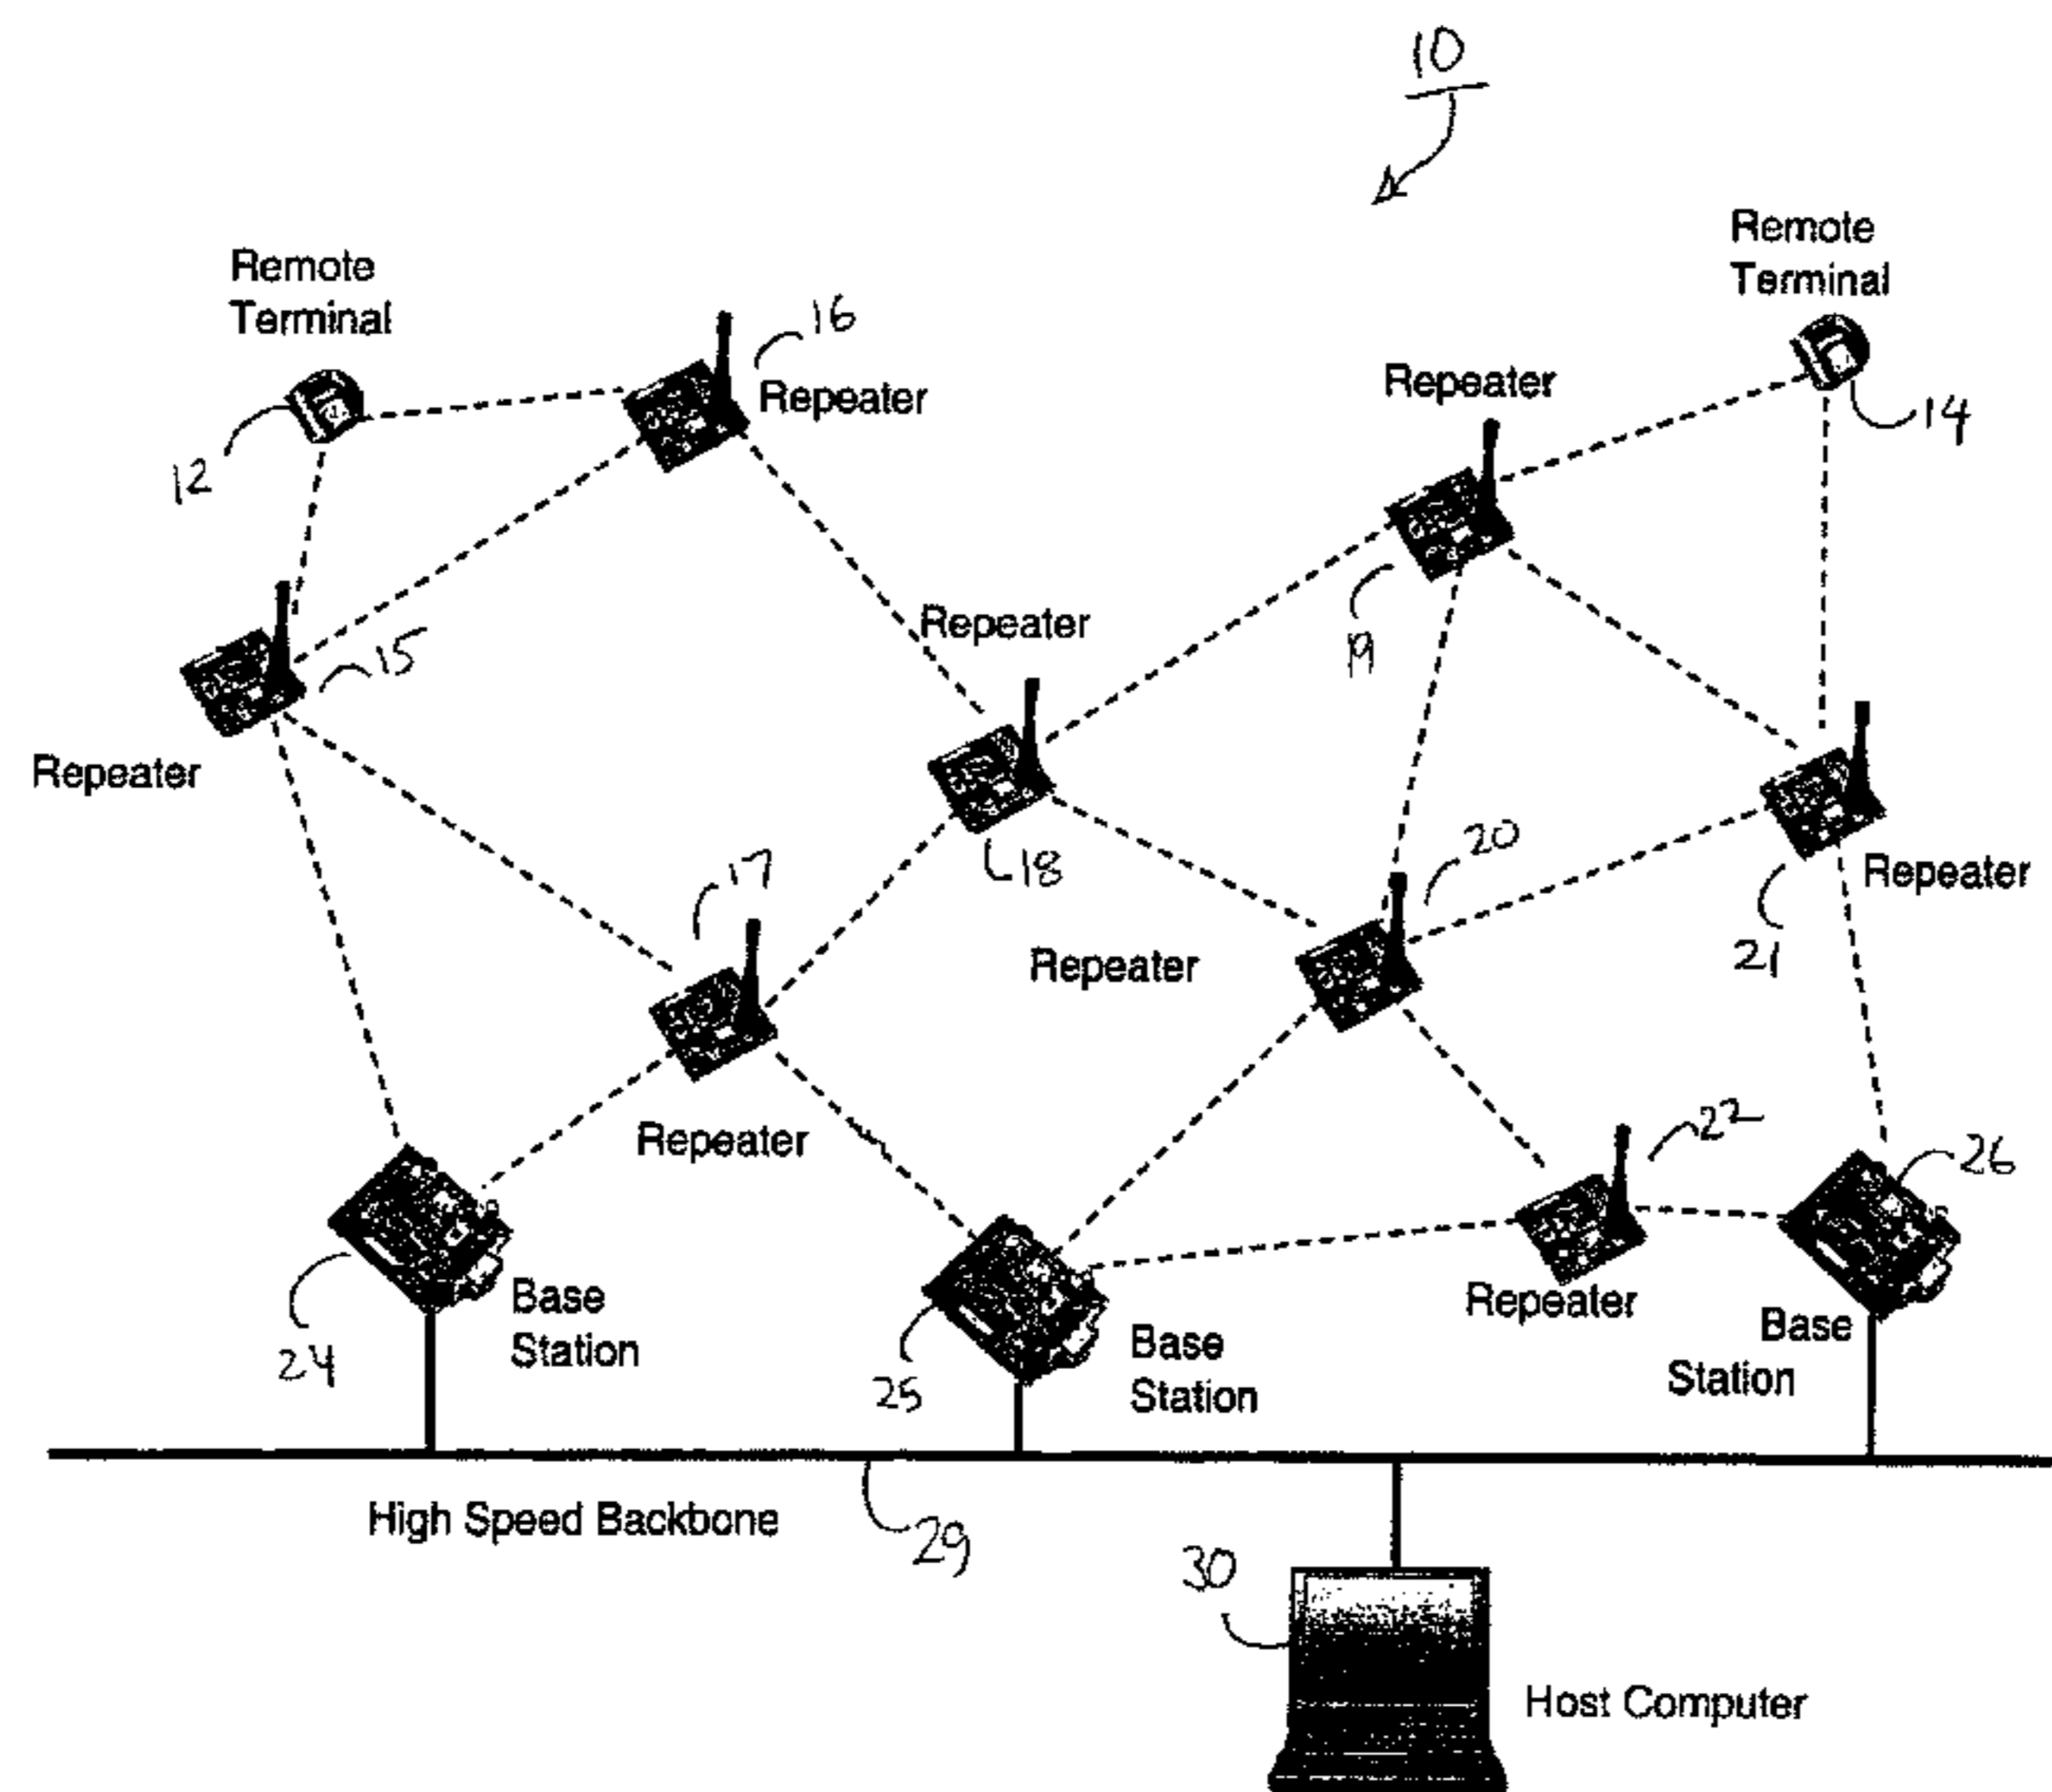 10
Remote
Terminal
Remote
Terminal
16
Repeater
Repeater
14
12
Repeater
19
15
Repeater
20
18
17
Repeater
Repeater
21
Repeater
22
26
Base
Station
24
25
Base
Station
Repeater
Base
Station
High Speed Backbone
29
30
Host Computer